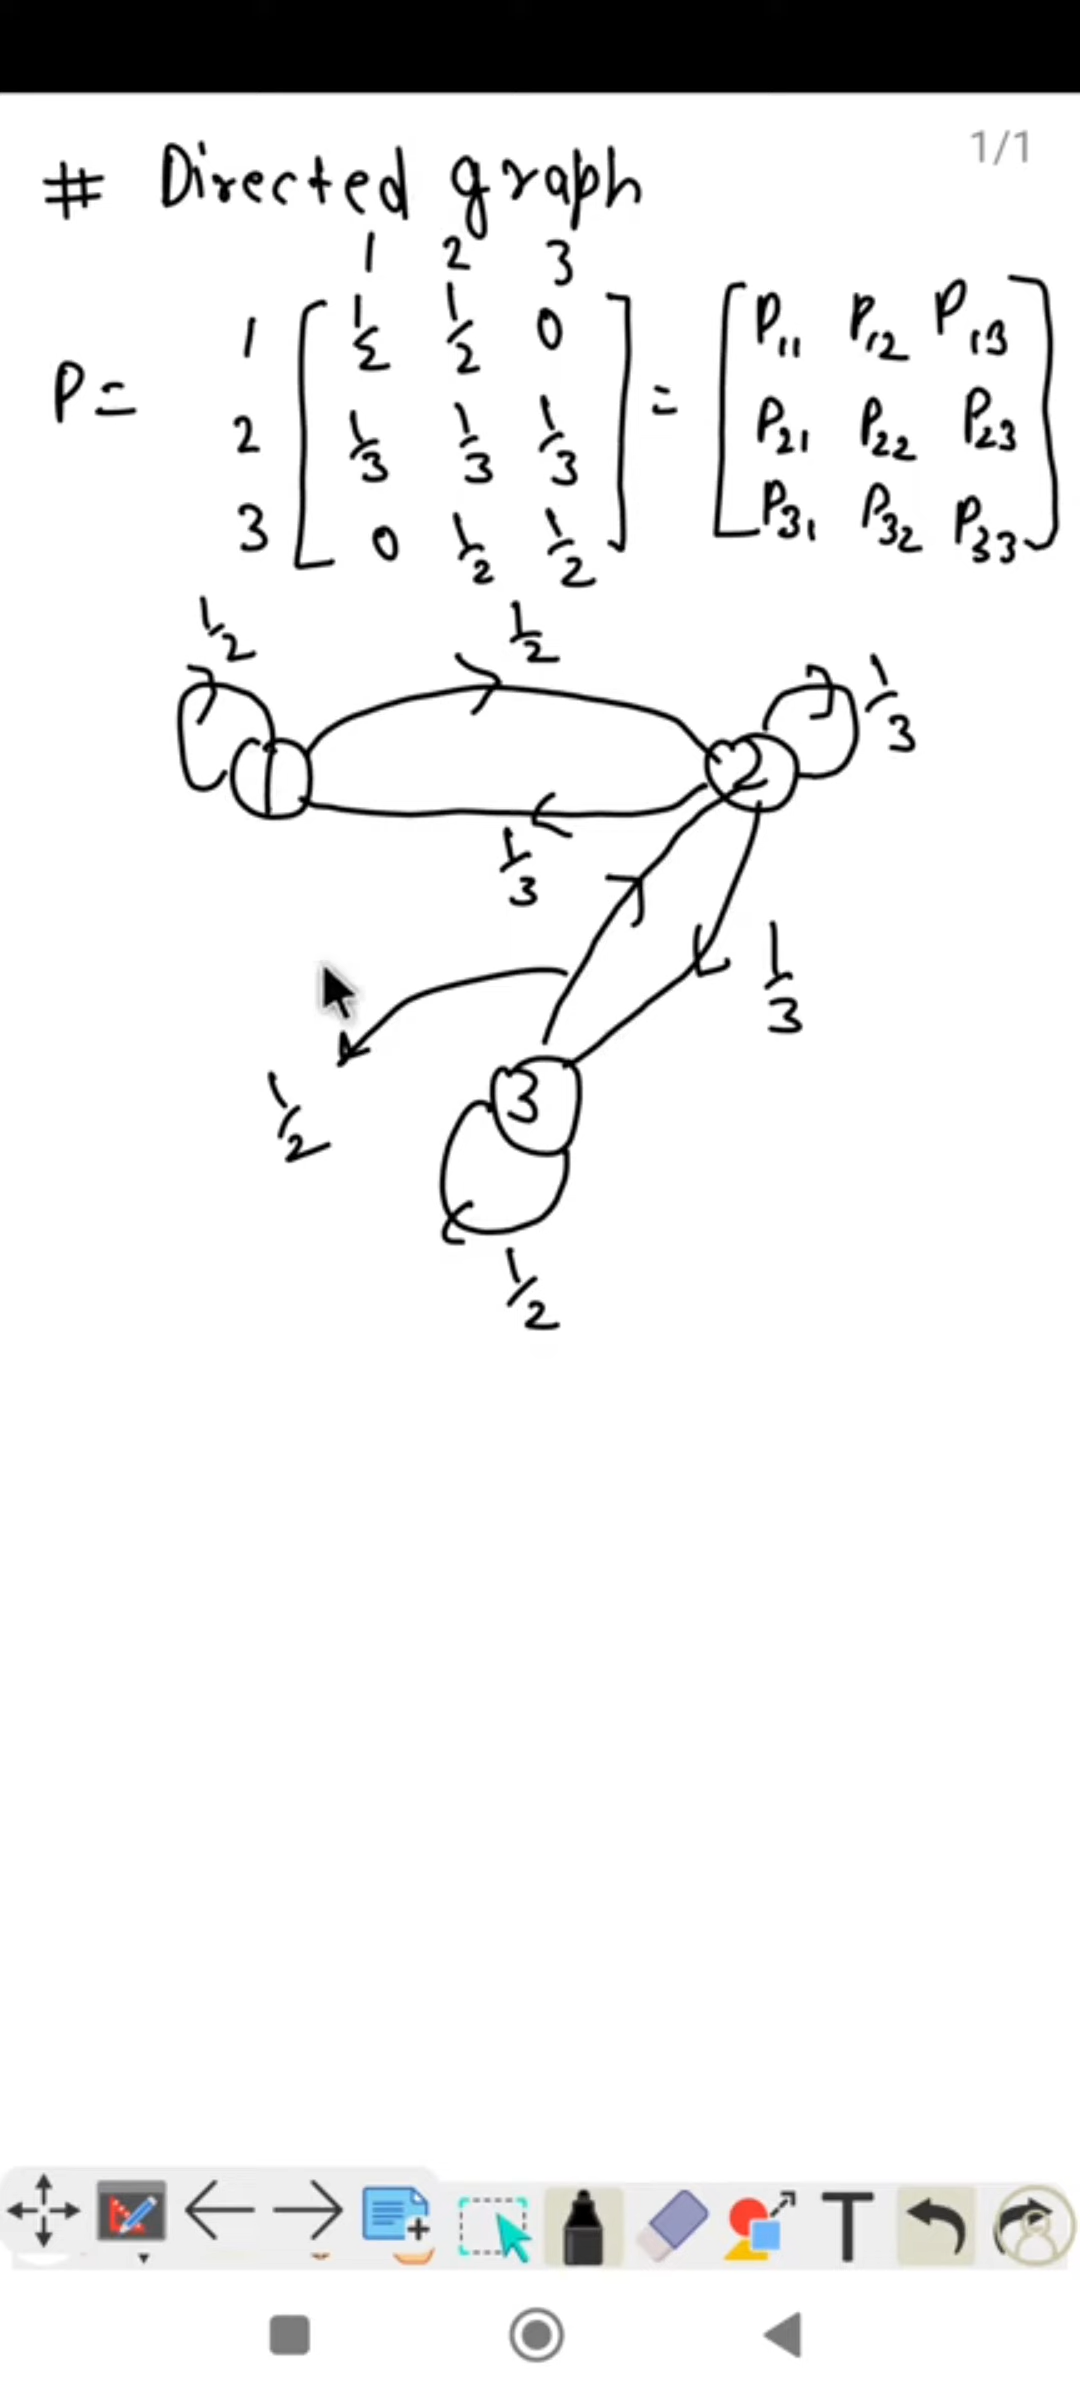 1/1
# Directed graph
1 2 3
1 [ 1/2 1/2 0 ] [ P11 P12 P13 ]
P = 2 [ 1/3 1/3 1/3 ] = [ P21 P22 P23 ]
3 [ 0 1/2 1/2 ] [ P31 P32 P33 ]
1/2 1/2
1/3
1 2
1/3
1/3
3
1/2
1/2
T